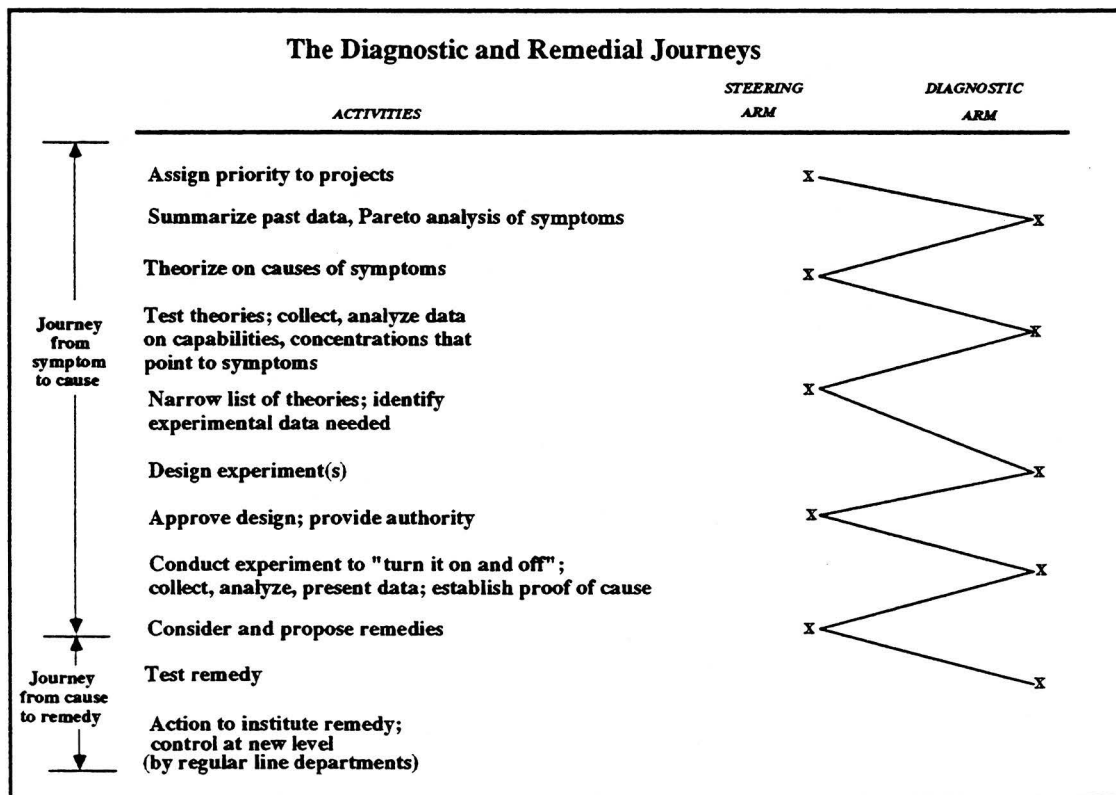 The Diagnostic and Remedial Journeys
ACTIVITIES
STEERING
ARM
DIAGNOSTIC
ARM
Journey
from
symptom
to cause
Assign priority to projects
X
Summarize past data, Pareto analysis of symptoms
X
Theorize on causes of symptoms
X
Test theories; collect, analyze data
on capabilities, concentrations that
point to symptoms
X
Narrow list of theories; identify
experimental data needed
X
Design experiment(s)
X
Approve design; provide authority
X
Conduct experiment to "turn it on and off";
collect, analyze, present data; establish proof of cause
X
Consider and propose remedies
X
Journey
from cause
to remedy
Test remedy
X
Action to institute remedy;
control at new level
(by regular line departments)